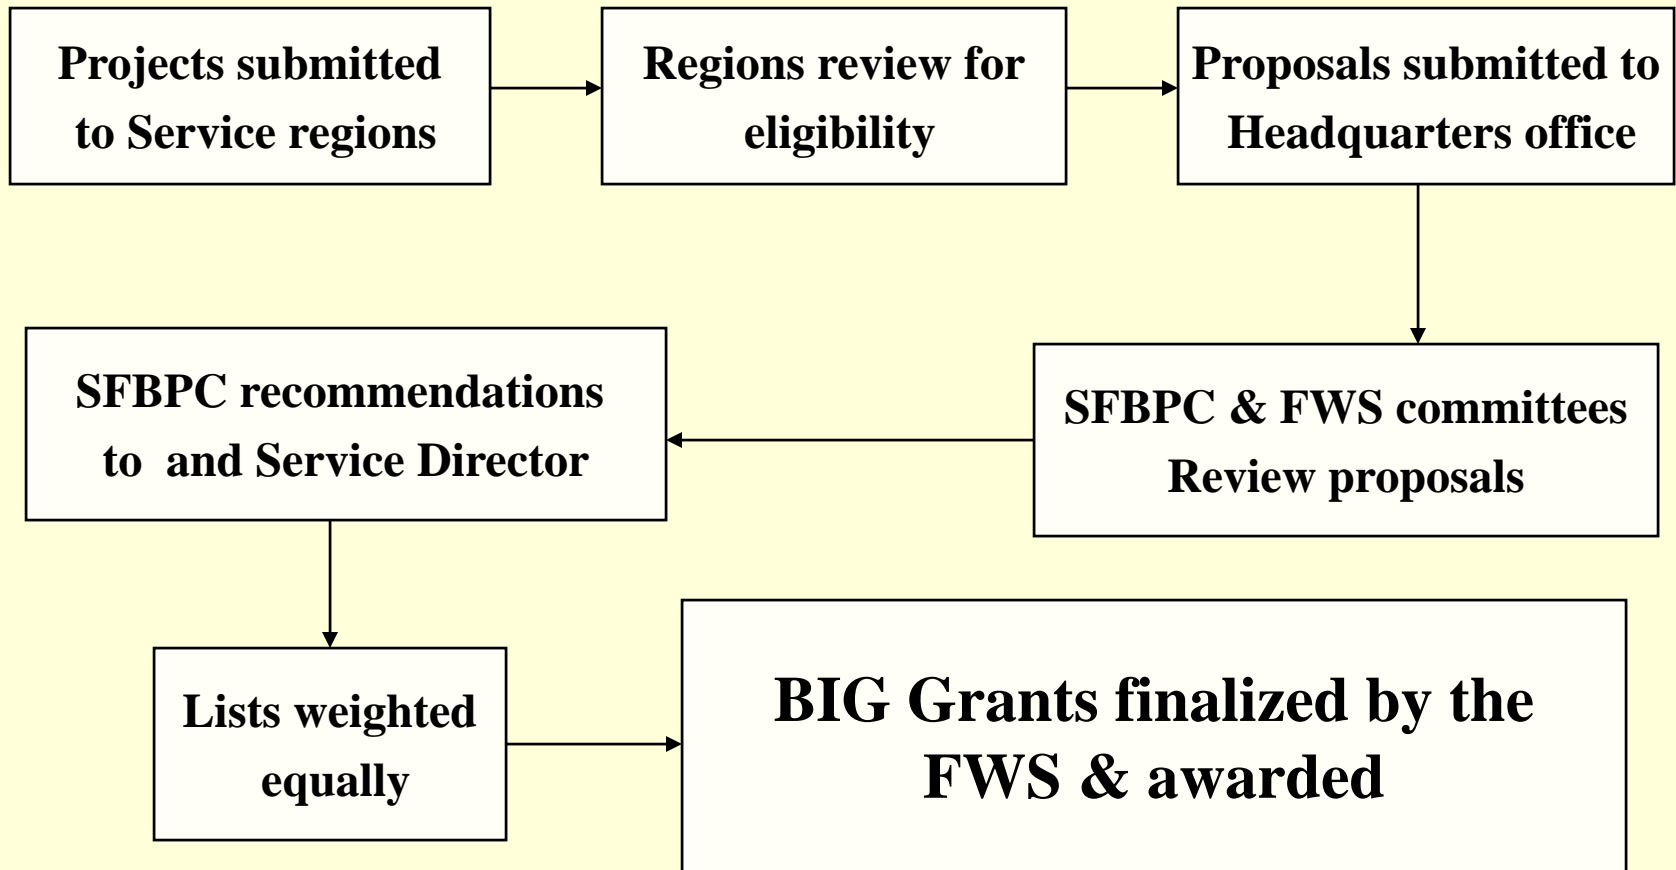 Projects submitted
to Service regions
Regions review for
eligibility
Proposals submitted to
Headquarters office
SFBPC & FWS committees
Review proposals
SFBPC recommendations
to  and Service Director
Lists weighted
equally
BIG Grants finalized by the
FWS & awarded